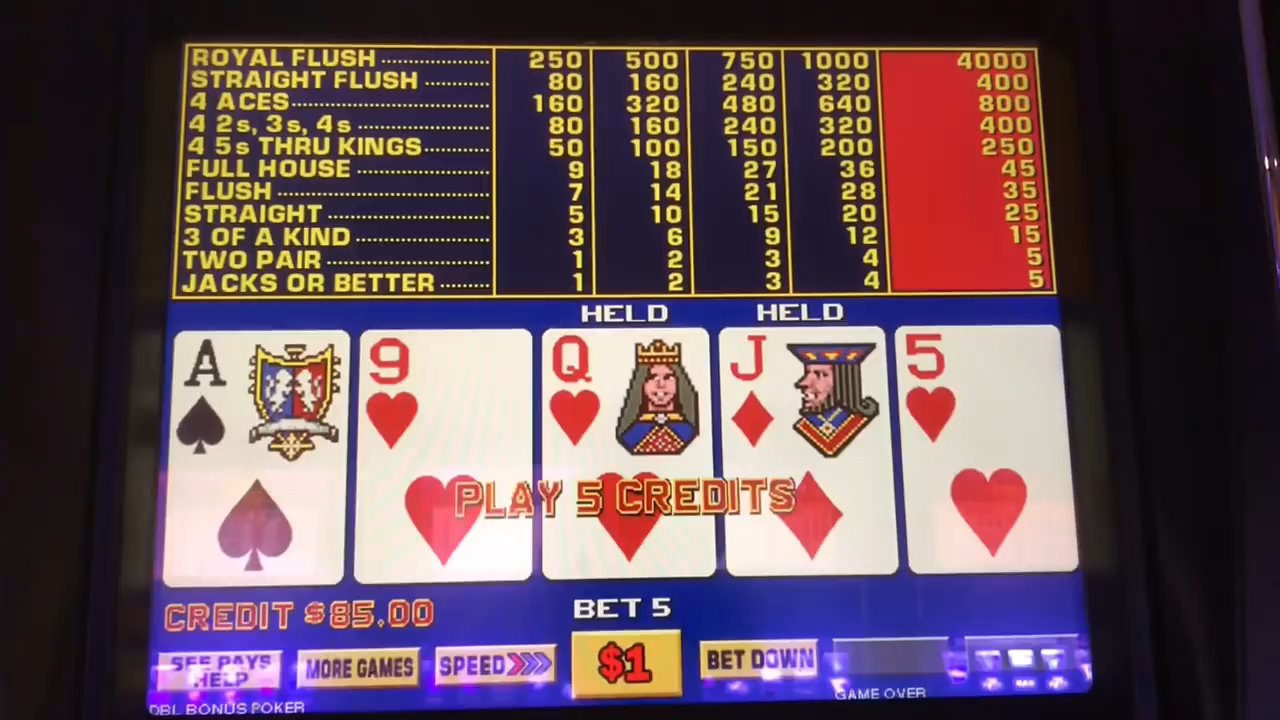 ROYAL FLUSH 250 500 750 1000 4000
STRAIGHT FLUSH 80 160 240 320 400
4 ACES 160 320 480 640 800
4 2s, 3s, 4s 80 160 240 320 400
4 5s THRU KINGS 50 100 150 200 250
FULL HOUSE 9 18 27 36 45
FLUSH 7 14 21 28 35
STRAIGHT 5 10 15 20 25
3 OF A KIND 3 6 9 12 15
TWO PAIR 1 2 3 4 5
JACKS OR BETTER 1 2 3 4 5
HELD HELD
A 9 Q J 5
PLAY 5 CREDITS
CREDIT $85.00 BET 5
SEE PAYS
HELP
MORE GAMES
SPEED
$1
BET DOWN
GAME OVER
DBL BONUS POKER